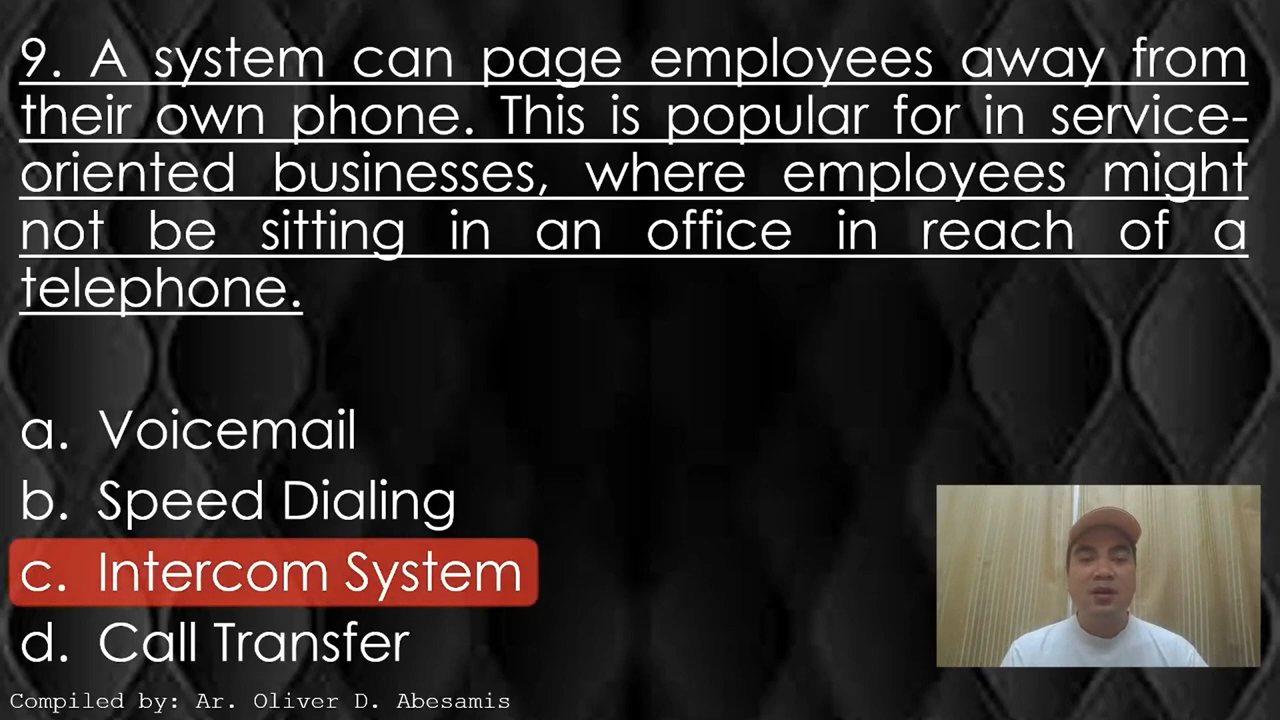 9. A system can page employees away from
their own phone. This is popular for in service-
oriented businesses, where employees might
not be sitting in an office in reach of a
telephone.
a. Voicemail
b. Speed Dialing
c. Intercom System
d. Call Transfer
Compiled by: Ar. Oliver D. Abesamis